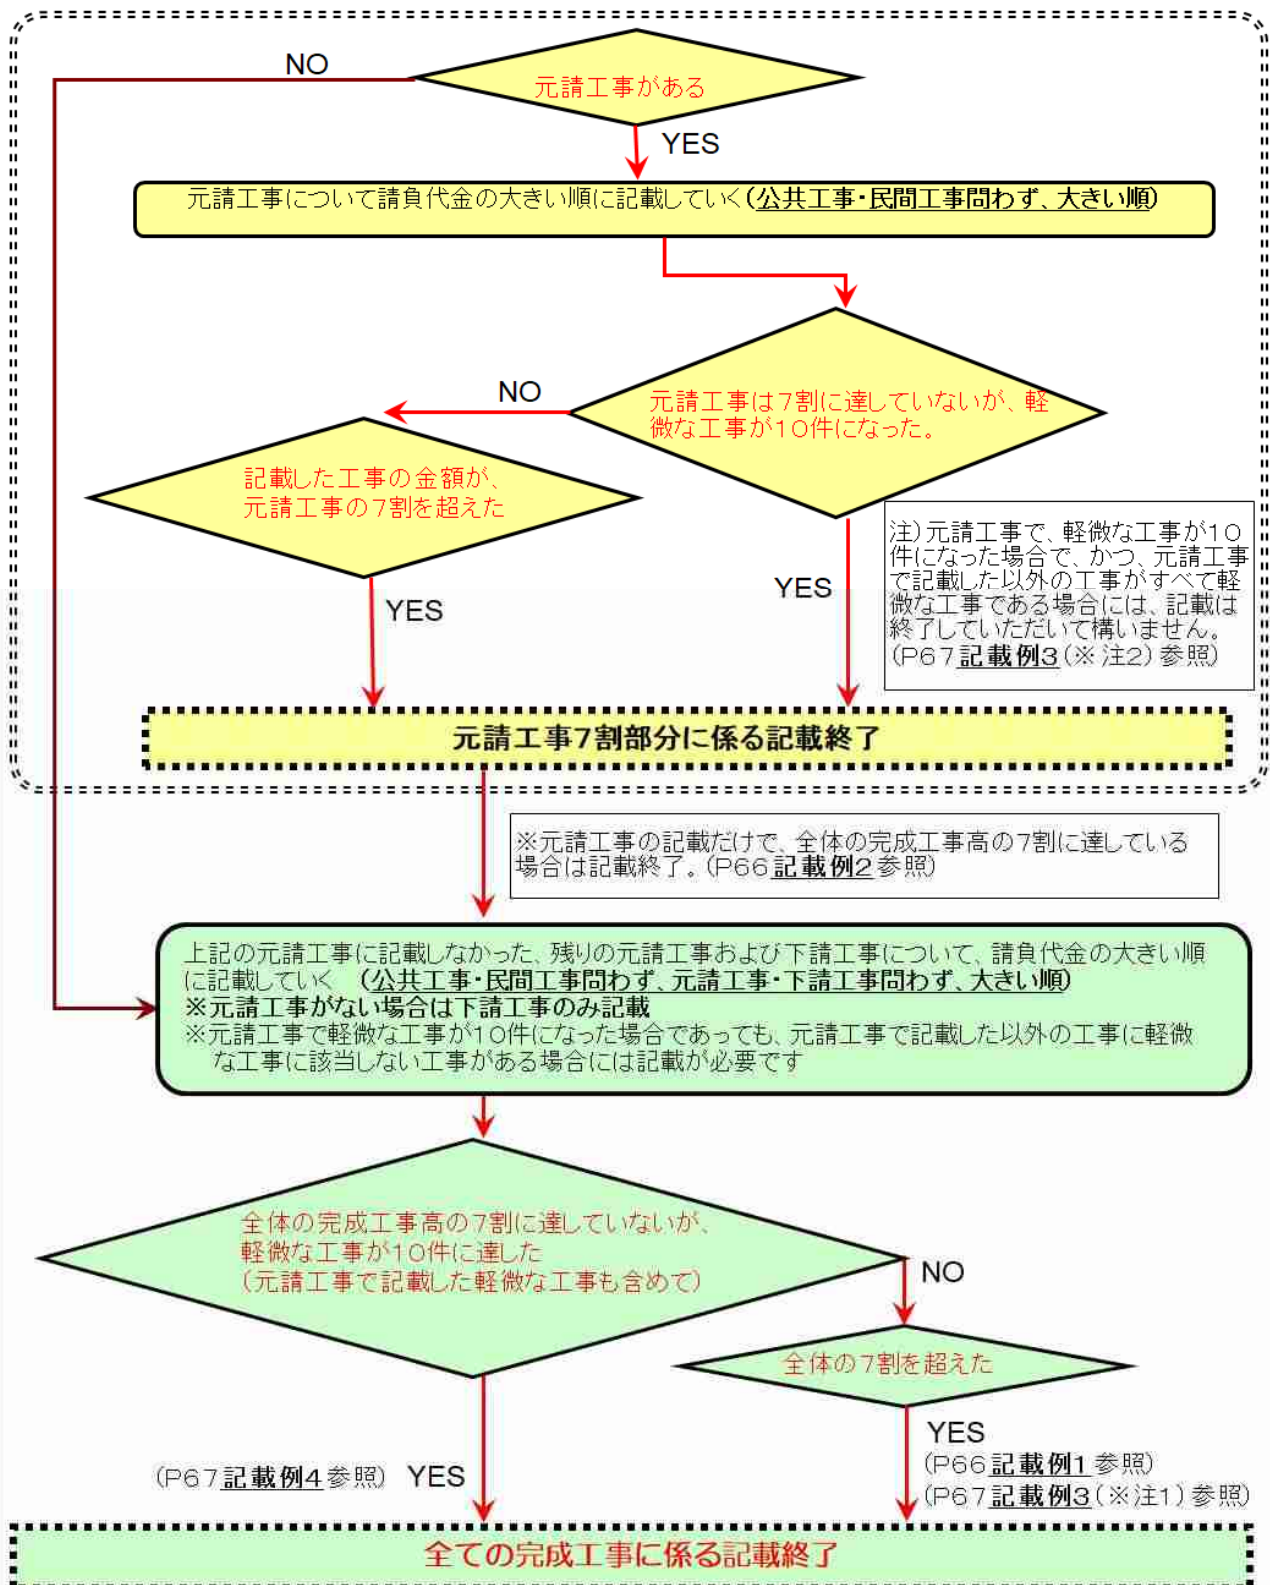 元請工事がある
NO
YES
元請工事について請負代金の大きい順に記載していく(公共工事・民間工事問わず、大きい順)
元請工事は7割に達していないが、軽
微な工事が10件になった。
NO
記載した工事の金額が、
元請工事の7割を超えた
YES
YES
注)元請工事で、軽微な工事が10
件になった場合で、かつ、元請工事
で記載した以外の工事がすべて軽
微な工事である場合には、記載は
終了していただいて構いません。
(P67記載例3(※注2)参照)
元請工事7割部分に係る記載終了
※元請工事の記載だけで、全体の完成工事高の7割に達している
場合は記載終了。(P66記載例2参照)
上記の元請工事に記載しなかった、残りの元請工事および下請工事について、請負代金の大きい順
に記載していく (公共工事・民間工事問わず、元請工事・下請工事問わず、大きい順)
※元請工事がない場合は下請工事のみ記載
※元請工事で軽微な工事が10件になった場合であっても、元請工事で記載した以外の工事に軽微
な工事に該当しない工事がある場合には記載が必要です
全体の完成工事高の7割に達していないが、
軽微な工事が10件に達した
(元請工事で記載した軽微な工事も含めて)
NO
全体の7割を超えた
YES
(P66記載例1参照)
(P67記載例3(※注1)参照)
(P67記載例4参照) YES
全ての完成工事に係る記載終了